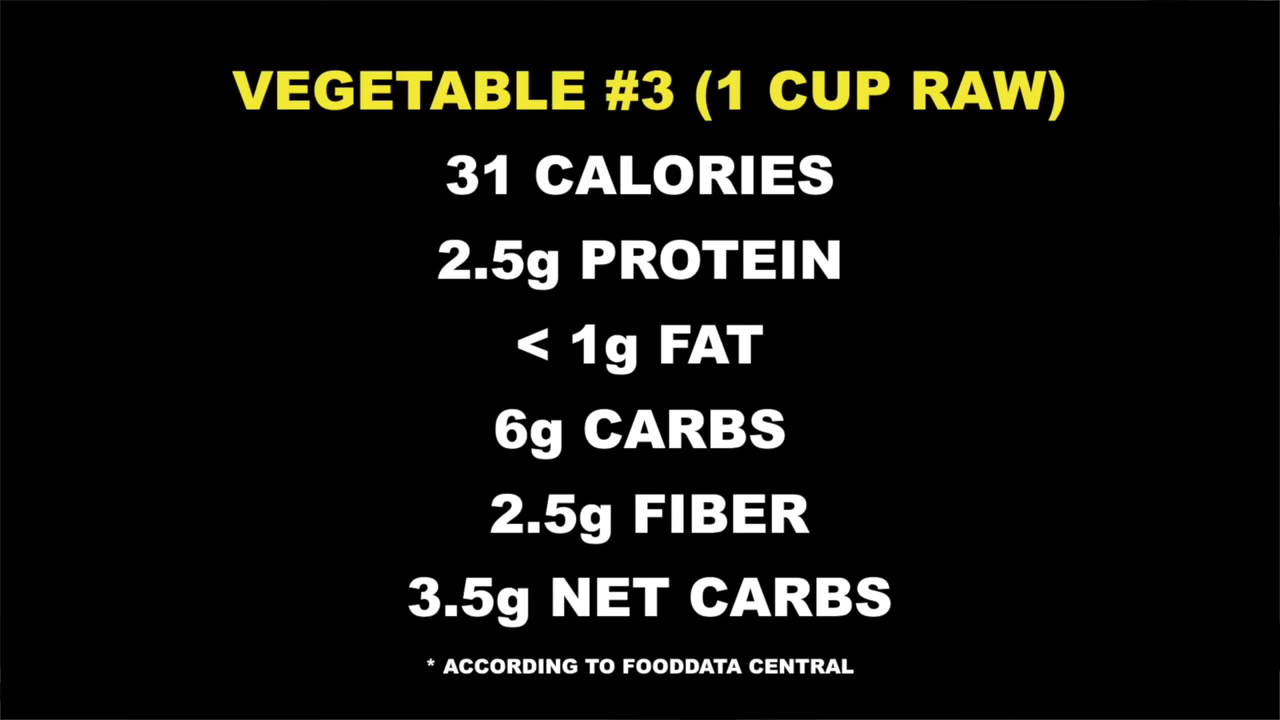 VEGETABLE #3 (1 CUP RAW)
31 CALORIES
2.5g PROTEIN
< 1g FAT
6g CARBS
2.5g FIBER
3.5g NET CARBS
* ACCORDING TO FOODDATA CENTRAL